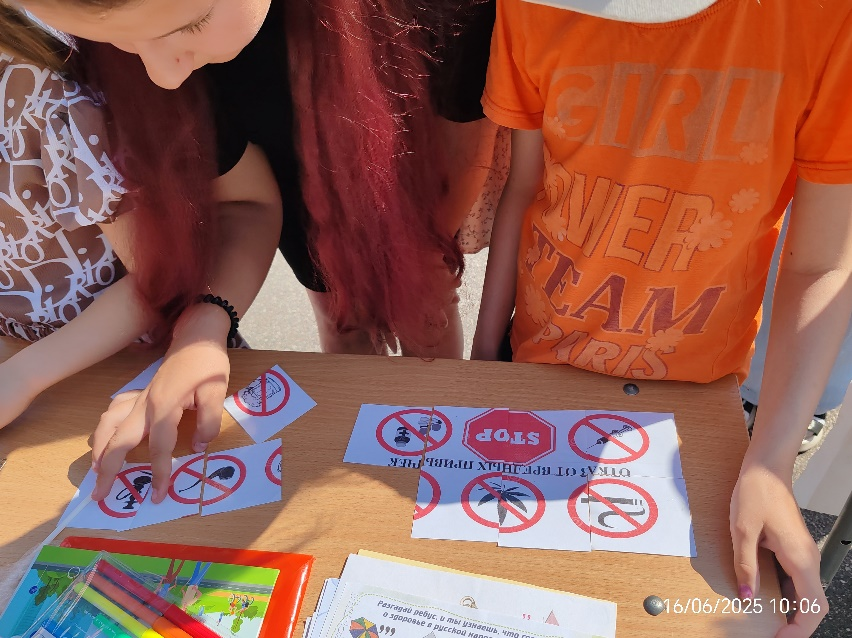 GIRL
POWER
TEAM
PARIS
STOP
ОТКАЗ ОТ ВРЕДНЫХ ПРИВЫЧЕК
Разгадай ребус, и ты узнаешь, что
о здоровье в русской
16/06/2025 10:06